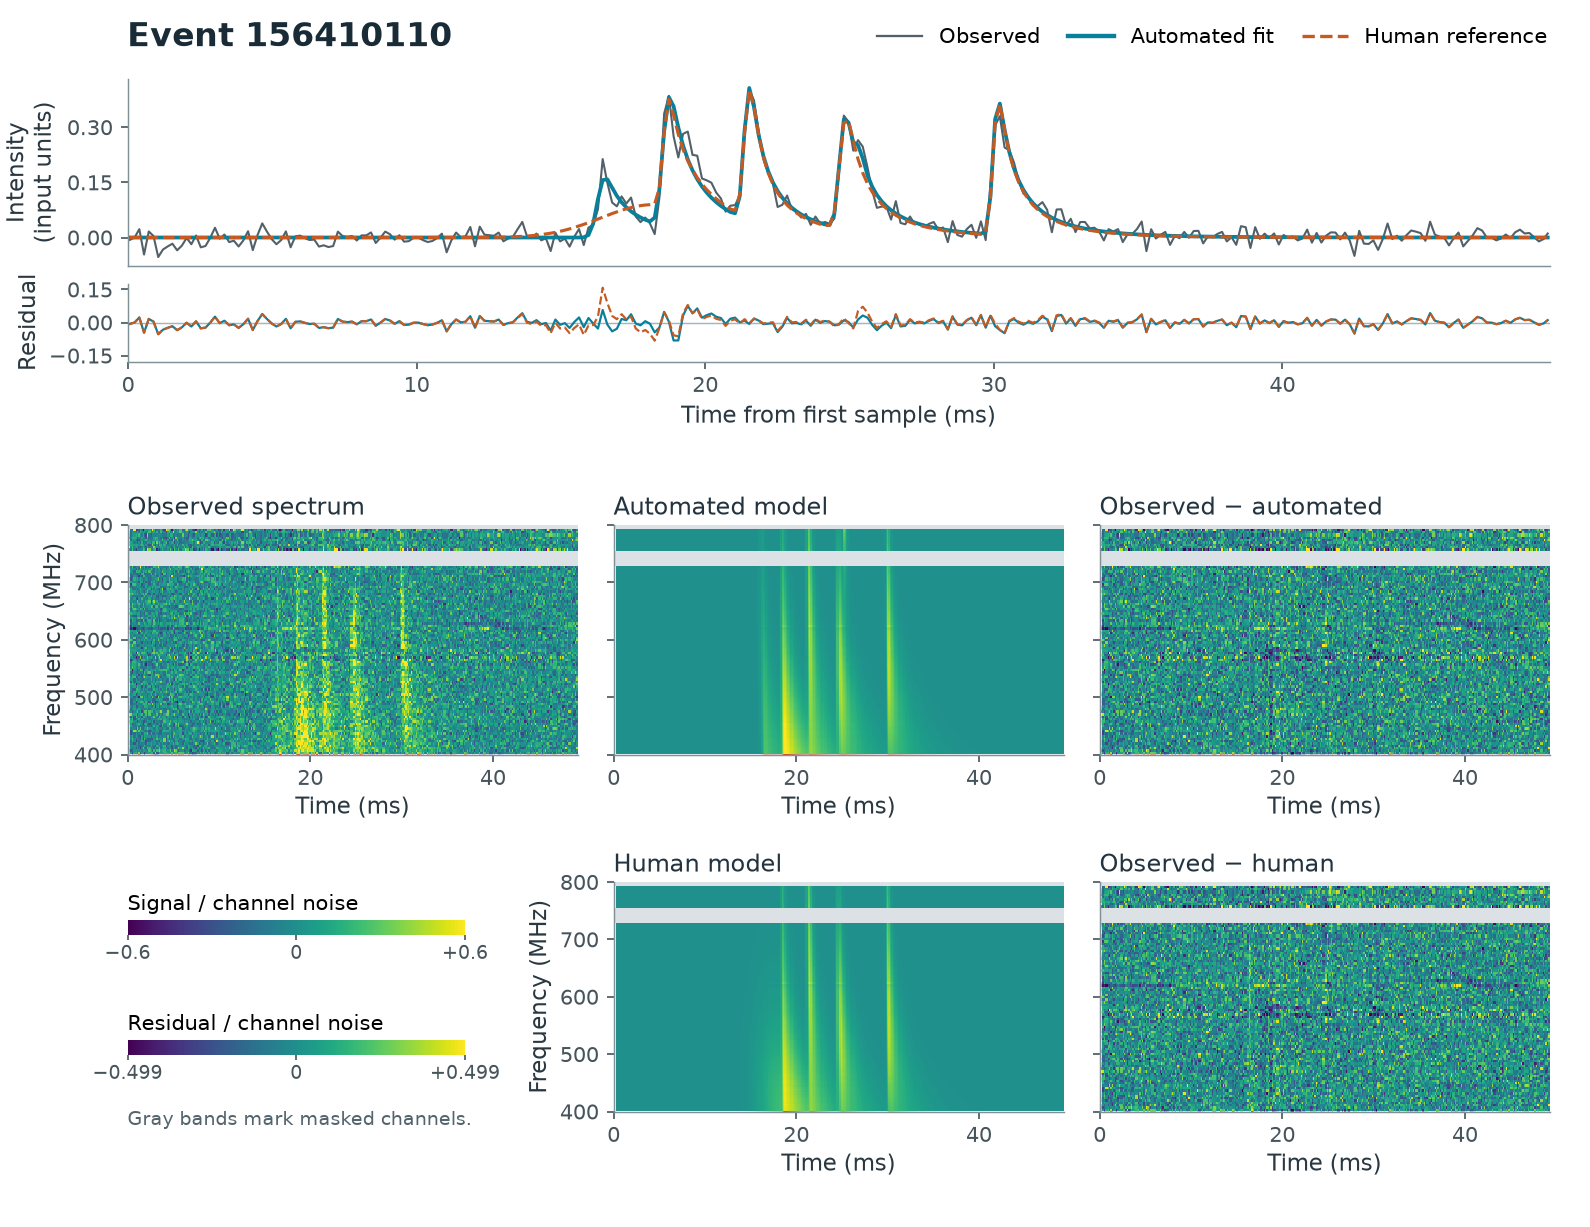 Event 156410110
Observed
Automated fit
Human reference
Intensity
(input units)
0.30
0.15
0.00
Residual
0.15
0.00
−0.15
0
10
20
30
40
Time from first sample (ms)
Observed spectrum
Automated model
Observed − automated
Frequency (MHz)
800
700
600
500
400
0
20
40
0
20
40
0
20
40
Time (ms)
Time (ms)
Time (ms)
Human model
Observed − human
Signal / channel noise
−0.6
0
+0.6
Residual / channel noise
−0.499
0
+0.499
Gray bands mark masked channels.
Frequency (MHz)
800
700
600
500
400
0
20
40
0
20
40
Time (ms)
Time (ms)